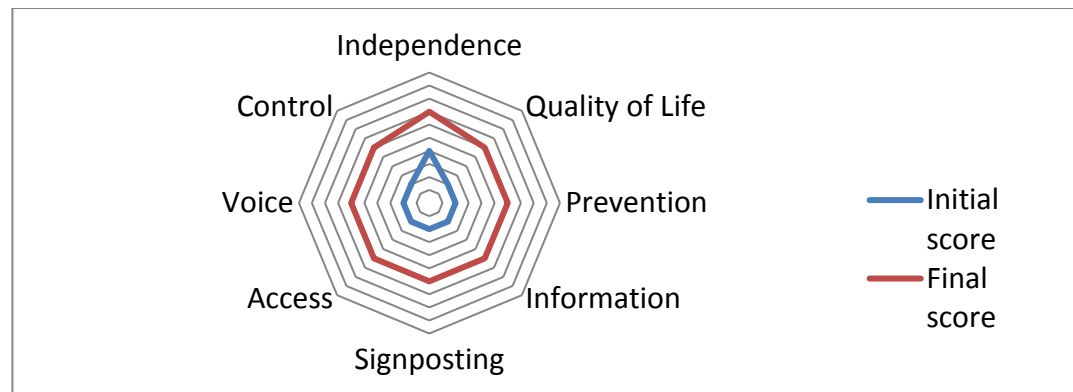 Independence
Control
Quality of Life
Voice
Prevention
Access
Information
Signposting
Initial
score
Final
score